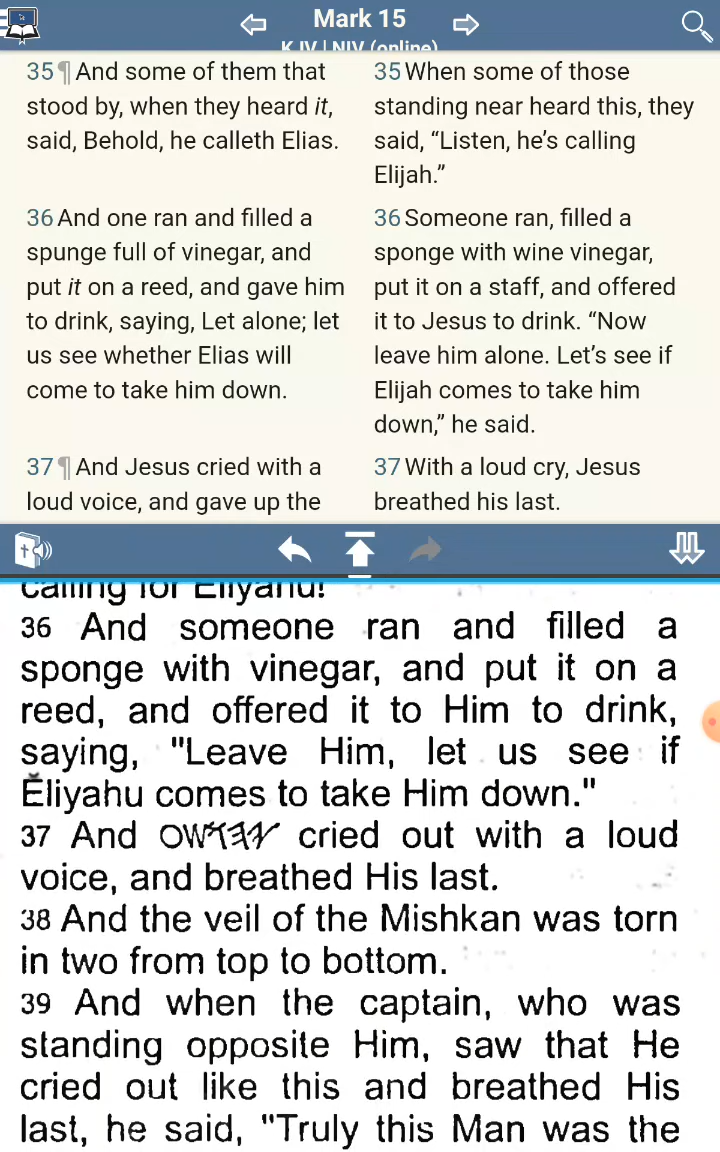 Mark 15
KJV | NIV (online)
35 ¶ And some of them that
stood by, when they heard it,
said, Behold, he calleth Elias.
36 And one ran and filled a
spunge full of vinegar, and
put it on a reed, and gave him
to drink, saying, Let alone; let
us see whether Elias will
come to take him down.
37 ¶ And Jesus cried with a
loud voice, and gave up the
35 When some of those
standing near heard this, they
said, “Listen, he’s calling
Elijah.”
36 Someone ran, filled a
sponge with wine vinegar,
put it on a staff, and offered
it to Jesus to drink. “Now
leave him alone. Let’s see if
Elijah comes to take him
down,” he said.
37 With a loud cry, Jesus
breathed his last.
calling for Eliyahu!
36 And someone ran and filled a
sponge with vinegar, and put it on a
reed, and offered it to Him to drink,
saying, "Leave Him, let us see if
Ěliyahu comes to take Him down."
37 And 𐤏𐤔𐤅𐤄𐤉 cried out with a loud
voice, and breathed His last.
38 And the veil of the Mishkan was torn
in two from top to bottom.
39 And when the captain, who was
standing opposite Him, saw that He
cried out like this and breathed His
last, he said, "Truly this Man was the